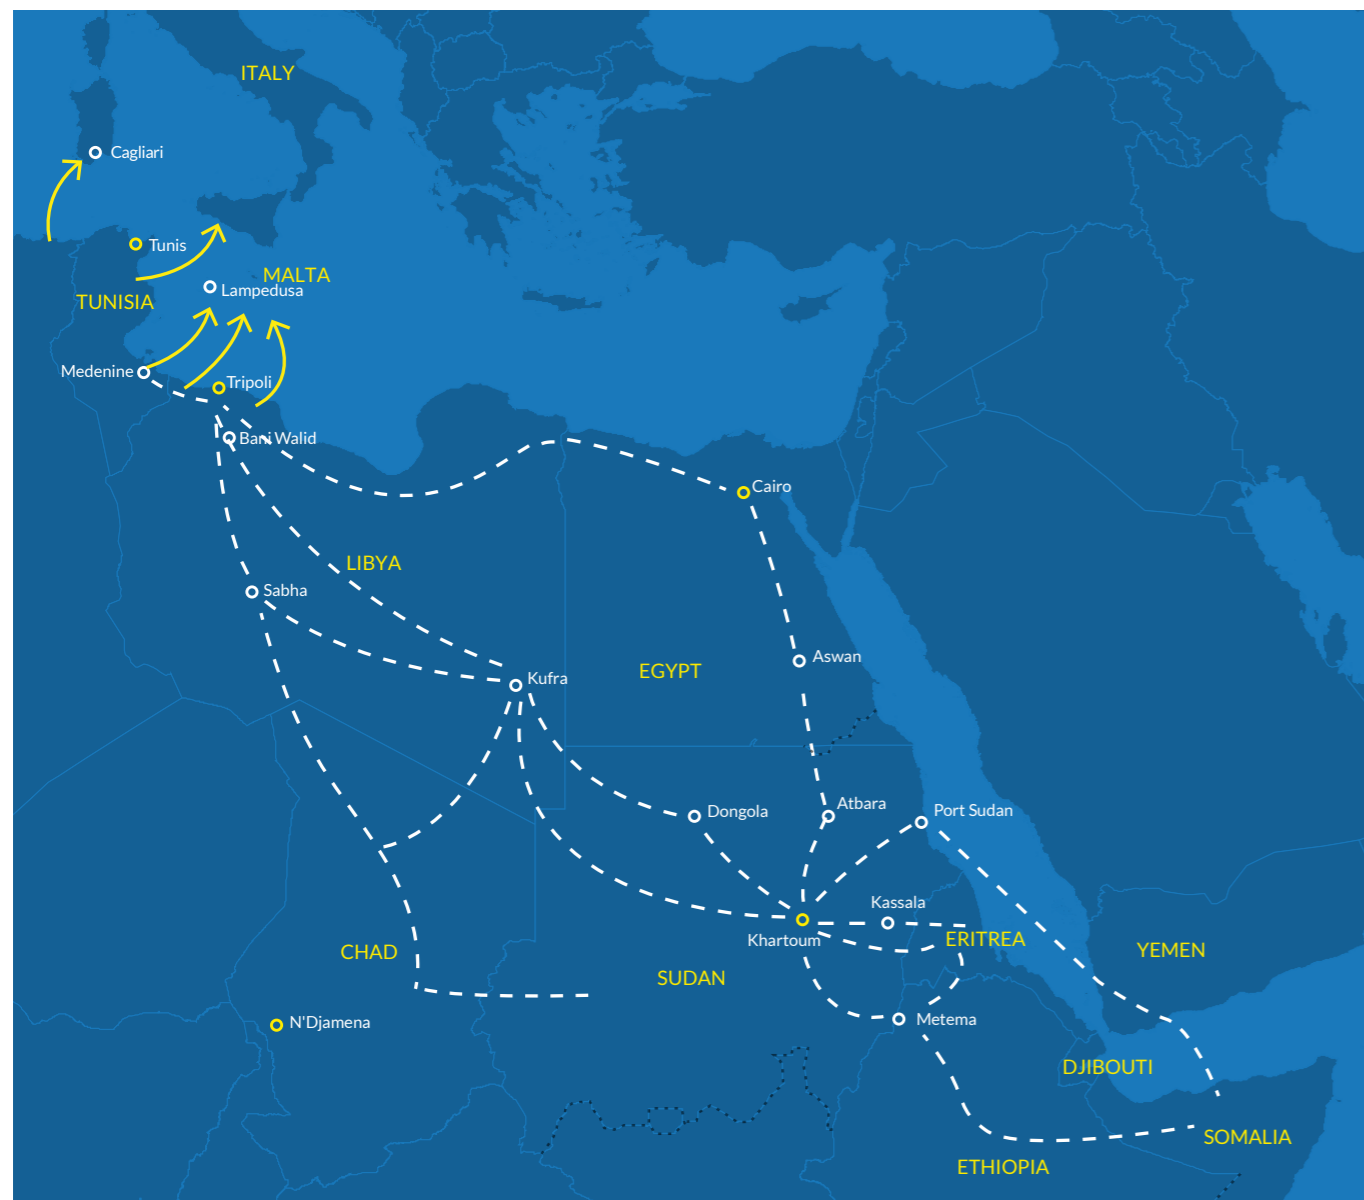 ITALY
Cagliari
Tunis
MALTA
Lampedusa
TUNISIA
Medenine
Tripoli
Bani Walid
Cairo
LIBYA
Sabha
Aswan
EGYPT
Kufra
Dongola
Atbara
Port Sudan
Kassala
Khartoum
ERITREA
YEMEN
CHAD
SUDAN
N'Djamena
Metema
DJIBOUTI
SOMALIA
ETHIOPIA